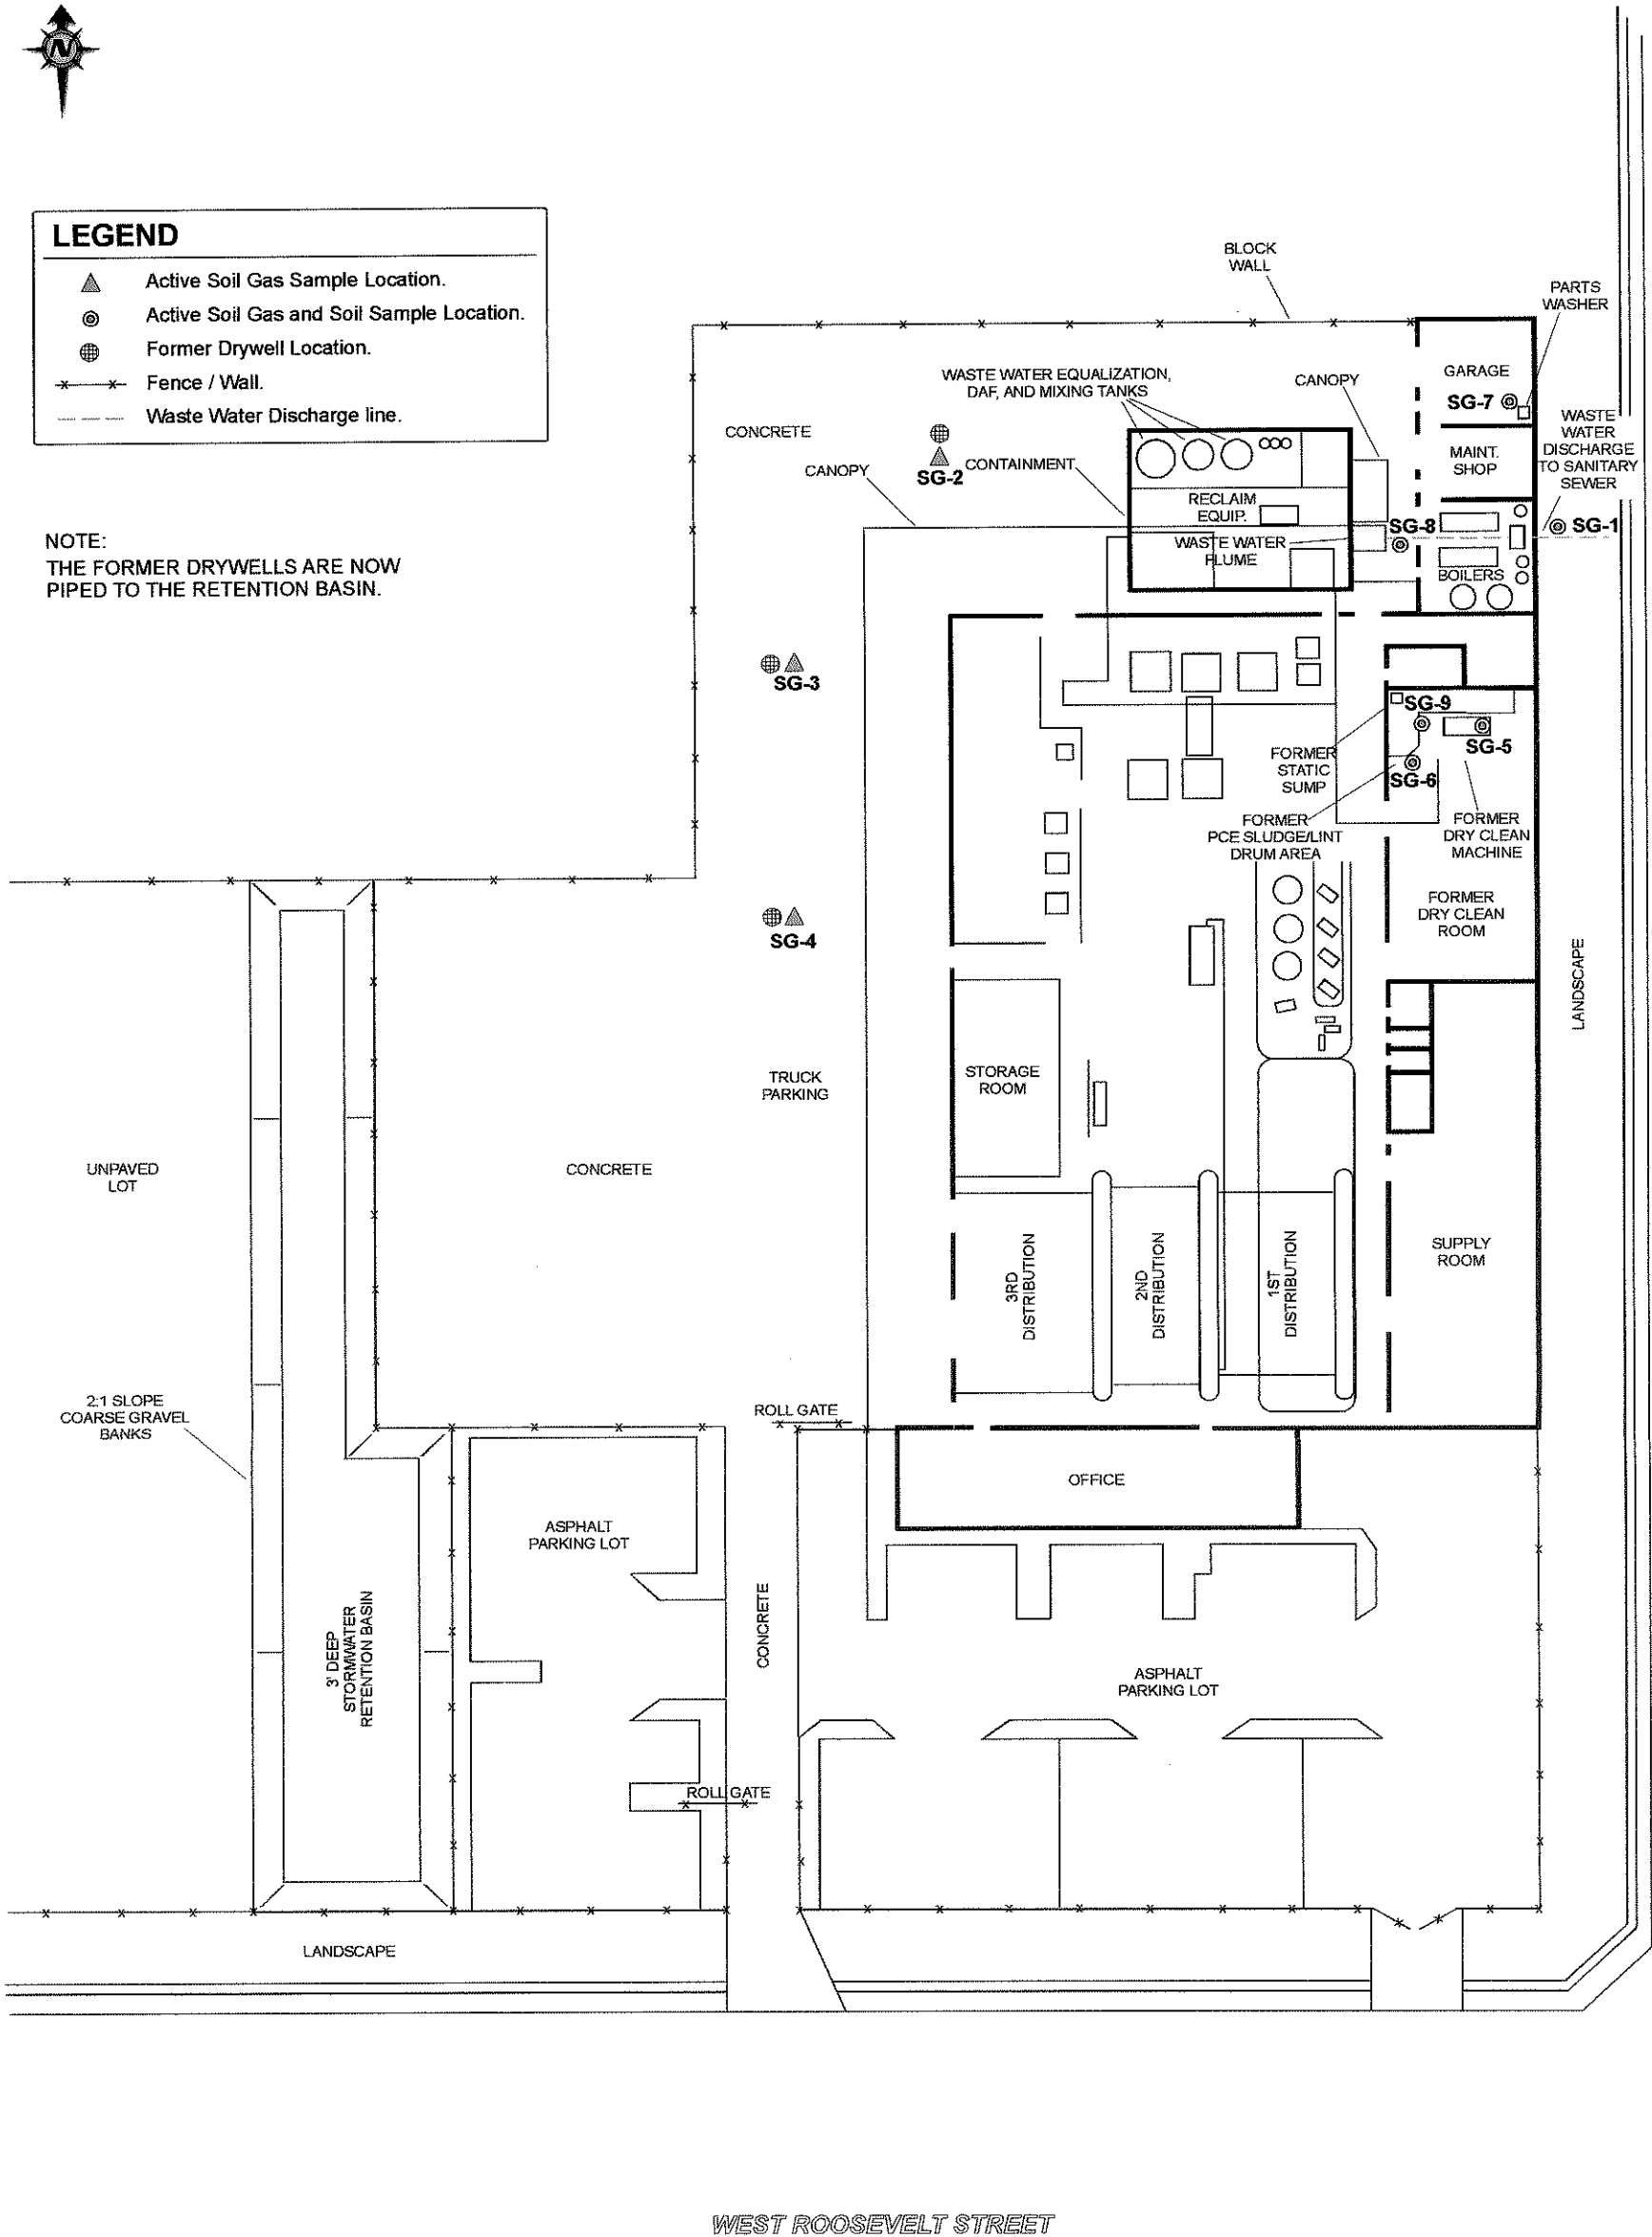 N
LEGEND
Active Soil Gas Sample Location.
Active Soil Gas and Soil Sample Location.
Former Drywell Location.
Fence / Wall.
Waste Water Discharge line.
NOTE:
THE FORMER DRYWELLS ARE NOW
PIPED TO THE RETENTION BASIN.
BLOCK
WALL
PARTS
WASHER
WASTE WATER EQUALIZATION,
DAF, AND MIXING TANKS
CANOPY
GARAGE
SG-7
WASTE
WATER
DISCHARGE
TO SANITARY
SEWER
CONCRETE
MAINT.
SHOP
CANOPY
SG-2
CONTAINMENT
RECLAIM
EQUIP.
SG-8
SG-1
WASTE WATER
FLUME
BOILERS
SG-3
SG-9
SG-5
FORMER
STATIC
SUMP
SG-6
FORMER
PCE SLUDGE/LINT
DRUM AREA
FORMER
DRY CLEAN
MACHINE
FORMER
DRY CLEAN
ROOM
SG-4
LANDSCAPE
TRUCK
PARKING
STORAGE
ROOM
UNPAVED
LOT
CONCRETE
3RD
DISTRIBUTION
2ND
DISTRIBUTION
1ST
DISTRIBUTION
SUPPLY
ROOM
2:1 SLOPE
COARSE GRAVEL
BANKS
ROLL GATE
OFFICE
ASPHALT
PARKING LOT
3' DEEP
STORMWATER
RETENTION BASIN
CONCRETE
ASPHALT
PARKING LOT
ROLL GATE
LANDSCAPE
WEST ROOSEVELT STREET